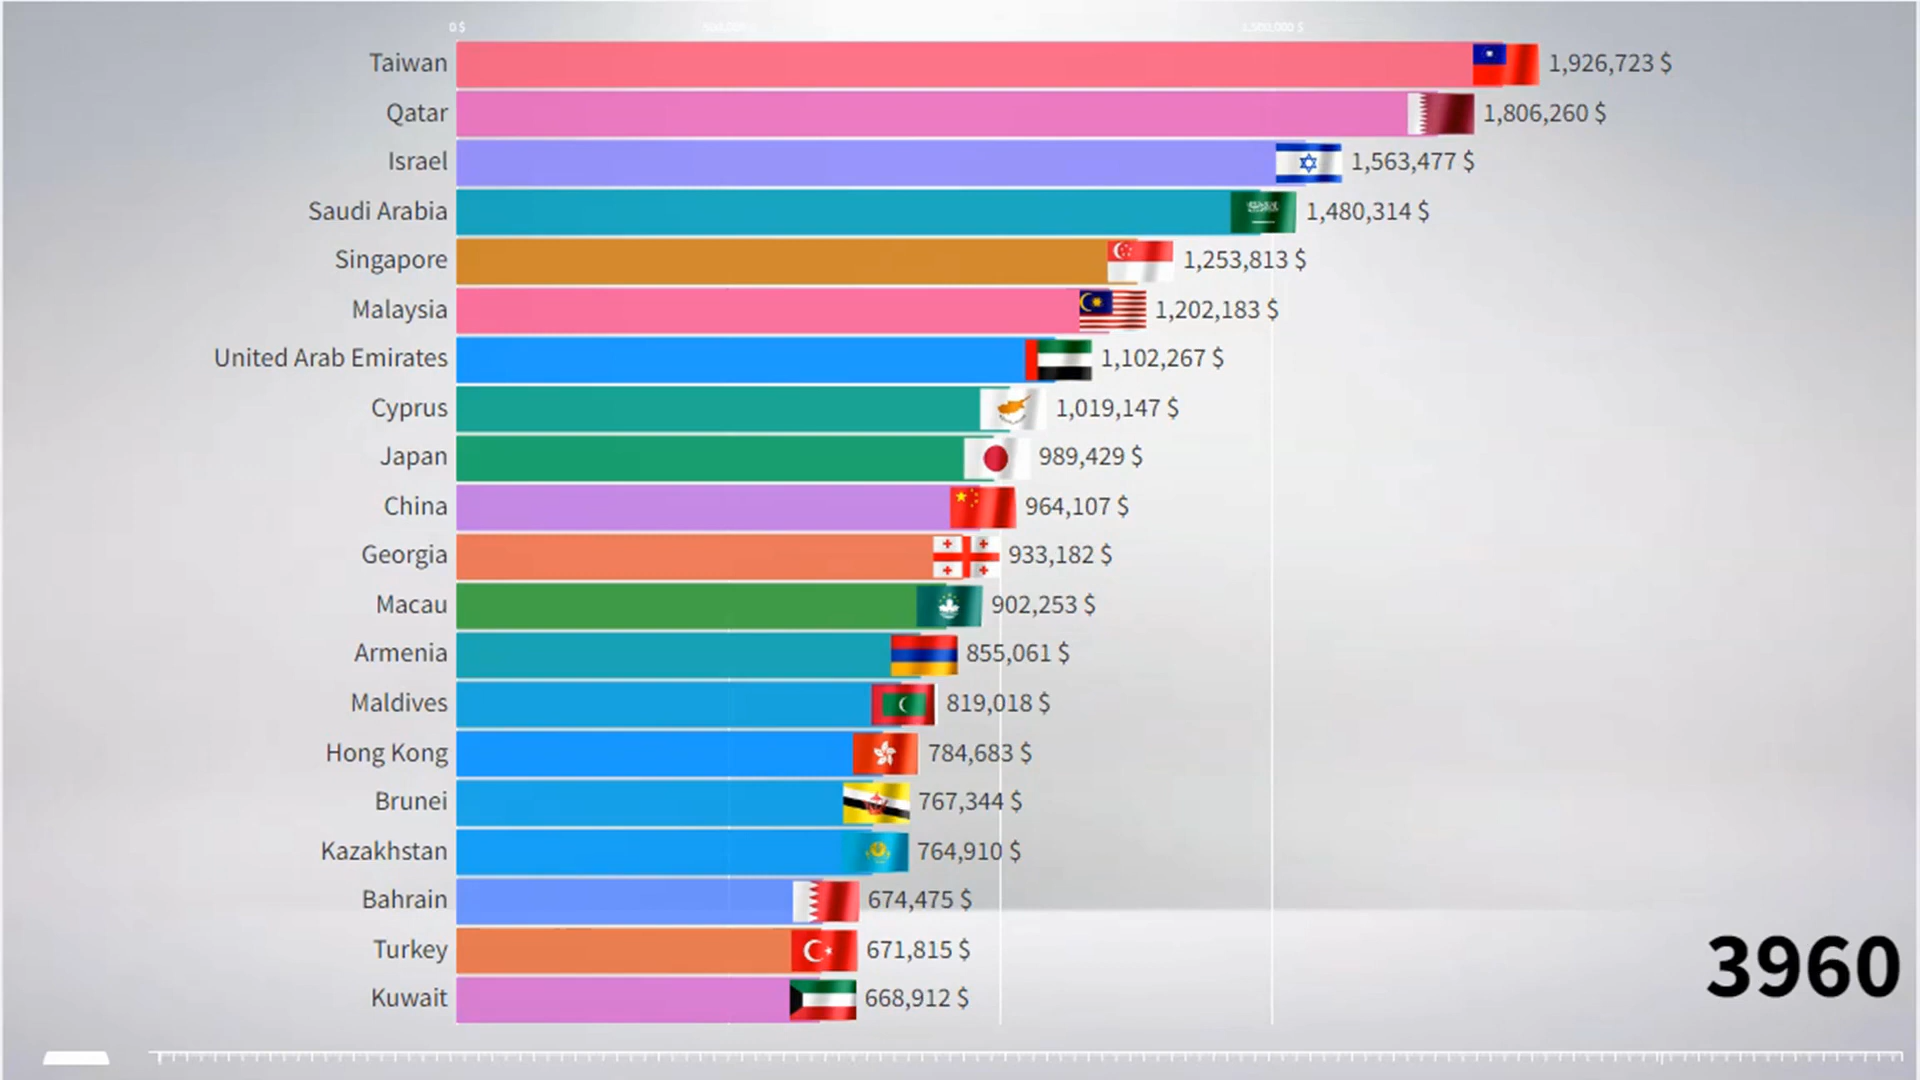 0 $
1,500,000 $
Taiwan 1,926,723 $
Qatar 1,806,260 $
Israel 1,563,477 $
Saudi Arabia 1,480,314 $
Singapore 1,253,813 $
Malaysia 1,202,183 $
United Arab Emirates 1,102,267 $
Cyprus 1,019,147 $
Japan 989,429 $
China 964,107 $
Georgia 933,182 $
Macau 902,253 $
Armenia 855,061 $
Maldives 819,018 $
Hong Kong 784,683 $
Brunei 767,344 $
Kazakhstan 764,910 $
Bahrain 674,475 $
Turkey 671,815 $
Kuwait 668,912 $
3960